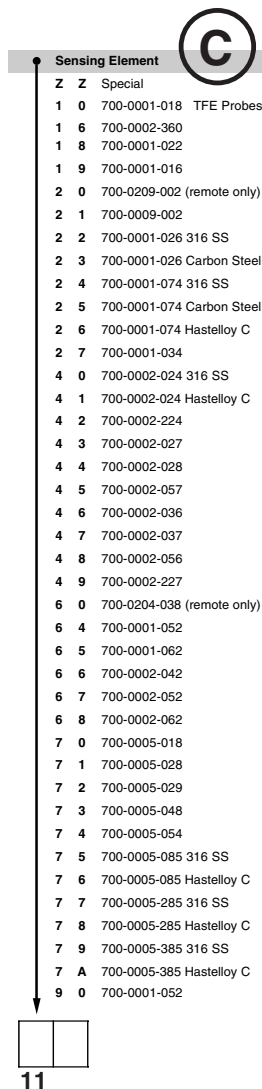 C
Sensing Element
Z Z Special
1 0 700-0001-018 TFE Probes
1 6 700-0002-360
1 8 700-0001-022
1 9 700-0001-016
2 0 700-0209-002 (remote only)
2 1 700-0009-002
2 2 700-0001-026 316 SS
2 3 700-0001-026 Carbon Steel
2 4 700-0001-074 316 SS
2 5 700-0001-074 Carbon Steel
2 6 700-0001-074 Hastelloy C
2 7 700-0001-034
4 0 700-0002-024 316 SS
4 1 700-0002-024 Hastelloy C
4 2 700-0002-224
4 3 700-0002-027
4 4 700-0002-028
4 5 700-0002-057
4 6 700-0002-036
4 7 700-0002-037
4 8 700-0002-056
4 9 700-0002-227
6 0 700-0204-038 (remote only)
6 4 700-0001-052
6 5 700-0001-062
6 6 700-0002-042
6 7 700-0002-052
6 8 700-0002-062
7 0 700-0005-018
7 1 700-0005-028
7 2 700-0005-029
7 3 700-0005-048
7 4 700-0005-054
7 5 700-0005-085 316 SS
7 6 700-0005-085 Hastelloy C
7 7 700-0005-285 316 SS
7 8 700-0005-285 Hastelloy C
7 9 700-0005-385 316 SS
7 A 700-0005-385 Hastelloy C
9 0 700-0001-052
11